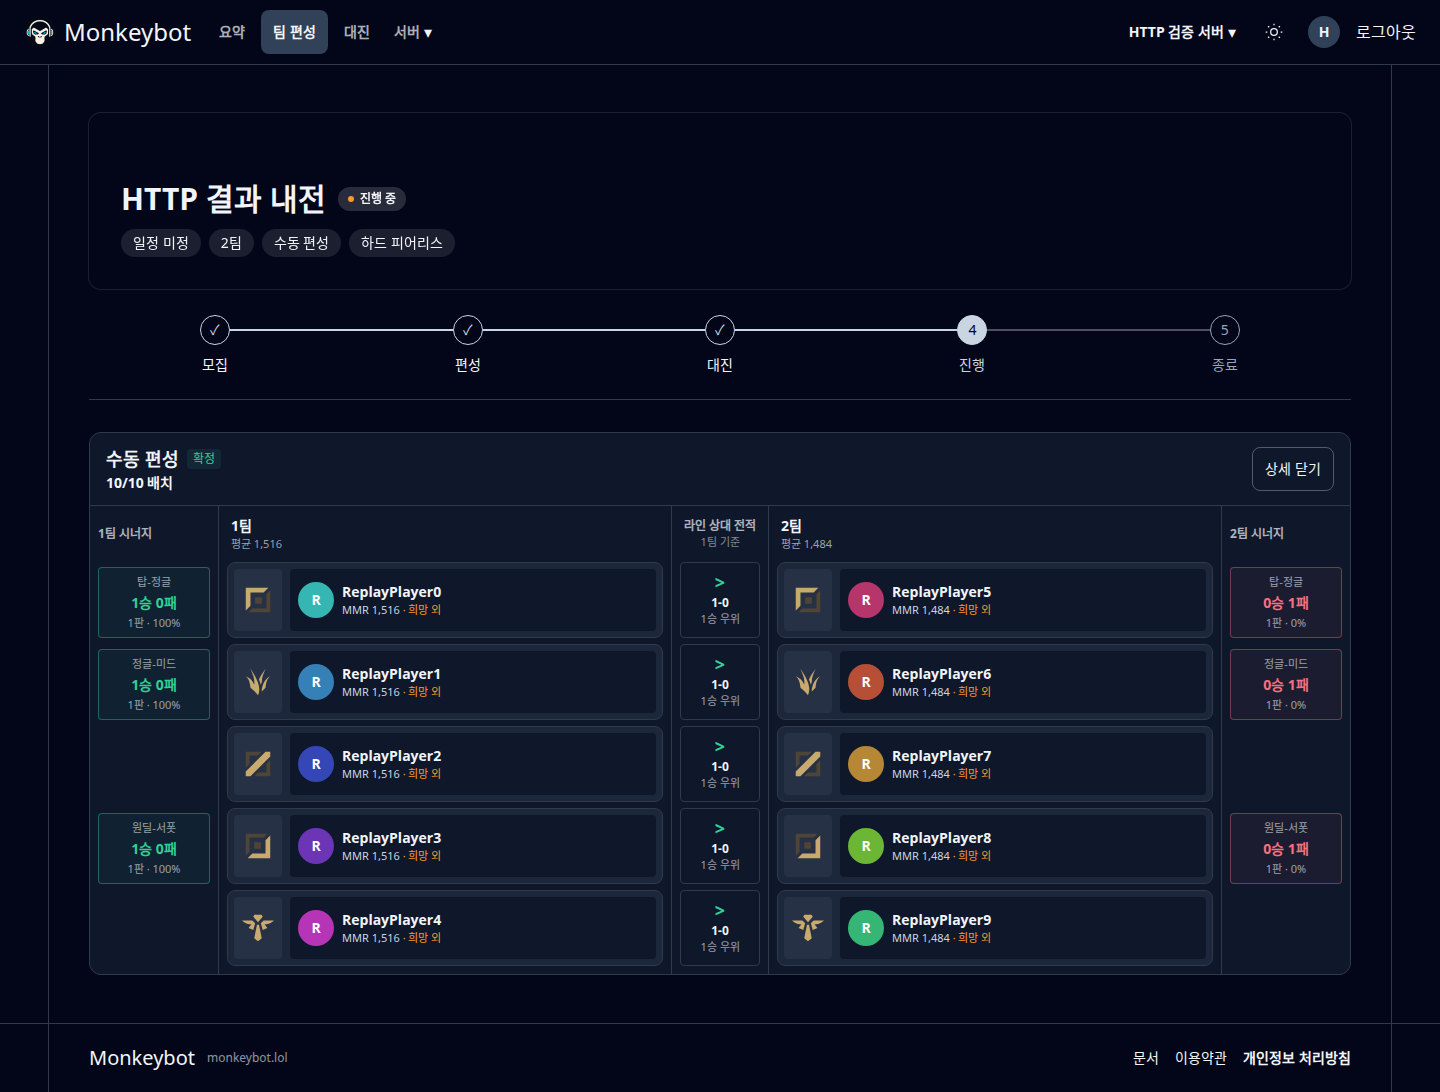 Monkeybot 요약 팀 편성 대진 서버 ▾ HTTP 검증 서버 ▾ H 로그아웃
HTTP 결과 내전 진행 중
일정 미정 2팀 수동 편성 하드 피어리스
✓ ✓ ✓ 4 5
모집 편성 대진 진행 종료
수동 편성 확정
10/10 배치
상세 닫기
1팀 시너지
탑-정글
1승 0패
1판 · 100%
정글-미드
1승 0패
1판 · 100%
원딜-서폿
1승 0패
1판 · 100%
1팀
평균 1,516
R ReplayPlayer0
MMR 1,516 · 희망 외
R ReplayPlayer1
MMR 1,516 · 희망 외
R ReplayPlayer2
MMR 1,516 · 희망 외
R ReplayPlayer3
MMR 1,516 · 희망 외
R ReplayPlayer4
MMR 1,516 · 희망 외
라인 상대 전적
1팀 기준
>
1-0
1승 우위
>
1-0
1승 우위
>
1-0
1승 우위
>
1-0
1승 우위
>
1-0
1승 우위
2팀
평균 1,484
R ReplayPlayer5
MMR 1,484 · 희망 외
R ReplayPlayer6
MMR 1,484 · 희망 외
R ReplayPlayer7
MMR 1,484 · 희망 외
R ReplayPlayer8
MMR 1,484 · 희망 외
R ReplayPlayer9
MMR 1,484 · 희망 외
2팀 시너지
탑-정글
0승 1패
1판 · 0%
정글-미드
0승 1패
1판 · 0%
원딜-서폿
0승 1패
1판 · 0%
Monkeybot monkeybot.lol 문서 이용약관 개인정보 처리방침